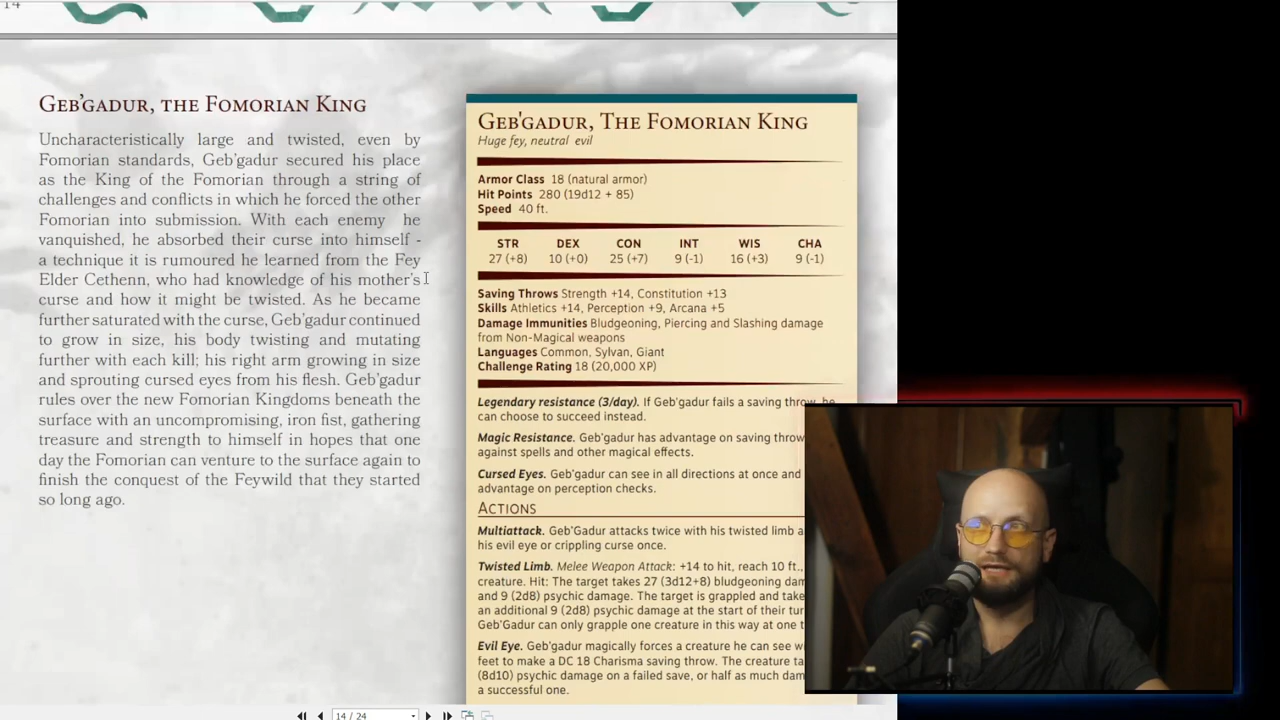 14
Geb'gadur, the Fomorian King
Uncharacteristically large and twisted, even by
Fomorian standards, Geb'gadur secured his place
as the King of the Fomorian through a string of
challenges and conflicts in which he forced the other
Fomorian into submission. With each enemy he
vanquished, he absorbed their curse into himself -
a technique it is rumoured he learned from the Fey
Elder Cethenn, who had knowledge of his mother's
curse and how it might be twisted. As he became
further saturated with the curse, Geb'gadur continued
to grow in size, his body twisting and mutating
further with each kill; his right arm growing in size
and sprouting cursed eyes from his flesh. Geb'gadur
rules over the new Fomorian Kingdoms beneath the
surface with an uncompromising, iron fist, gathering
treasure and strength to himself in hopes that one
day the Fomorian can venture to the surface again to
finish the conquest of the Feywild that they started
so long ago.
Geb'gadur, The Fomorian King
Huge fey, neutral evil
Armor Class 18 (natural armor)
Hit Points 280 (19d12 + 85)
Speed 40 ft.
STR DEX CON INT WIS CHA
27 (+8) 10 (+0) 25 (+7) 9 (-1) 16 (+3) 9 (-1)
Saving Throws Strength +14, Constitution +13
Skills Athletics +14, Perception +9, Arcana +5
Damage Immunities Bludgeoning, Piercing and Slashing damage
from Non-Magical weapons
Languages Common, Sylvan, Giant
Challenge Rating 18 (20,000 XP)
Legendary resistance (3/day). If Geb'gadur fails a saving throw, he
can choose to succeed instead.
Magic Resistance. Geb'gadur has advantage on saving throw
against spells and other magical effects.
Cursed Eyes. Geb'gadur can see in all directions at once and
advantage on perception checks.
Actions
Multiattack. Geb'Gadur attacks twice with his twisted limb a
his evil eye or crippling curse once.
Twisted Limb. Melee Weapon Attack: +14 to hit, reach 10 ft.,
creature. Hit: The target takes 27 (3d12+8) bludgeoning dam
and 9 (2d8) psychic damage. The target is grappled and take
an additional 9 (2d8) psychic damage at the start of their tur
Geb'Gadur can only grapple one creature in this way at one t
Evil Eye. Geb'gadur magically forces a creature he can see w
feet to make a DC 18 Charisma saving throw. The creature ta
(8d10) psychic damage on a failed save, or half as much dam
a successful one.
14 / 24